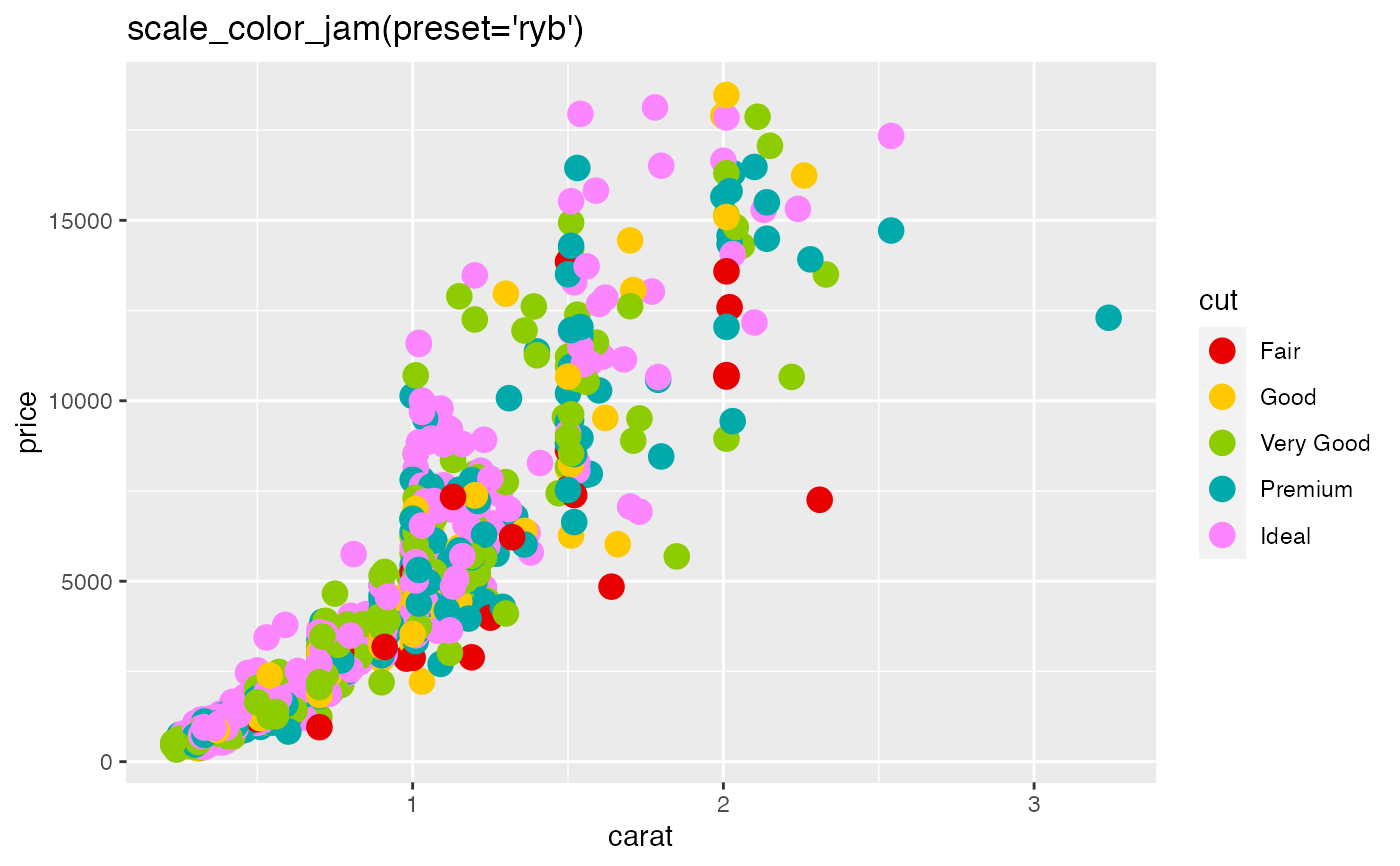 scale_color_jam(preset='ryb')
price
15000
10000
5000
0
1
2
3
carat
cut
Fair
Good
Very Good
Premium
Ideal